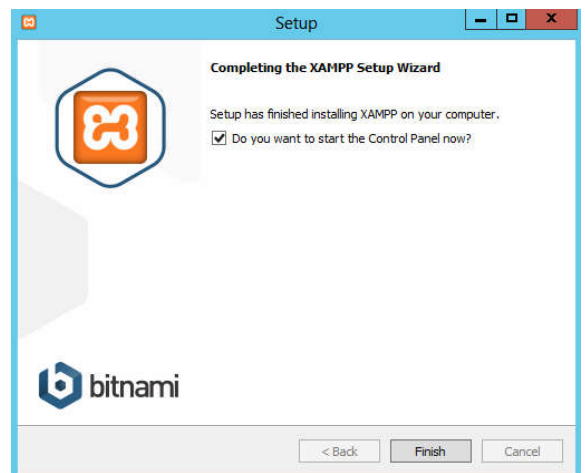 Setup
Completing the XAMPP Setup Wizard
Setup has finished installing XAMPP on your computer.
Do you want to start the Control Panel now?
bitnami
< Back
Finish
Cancel